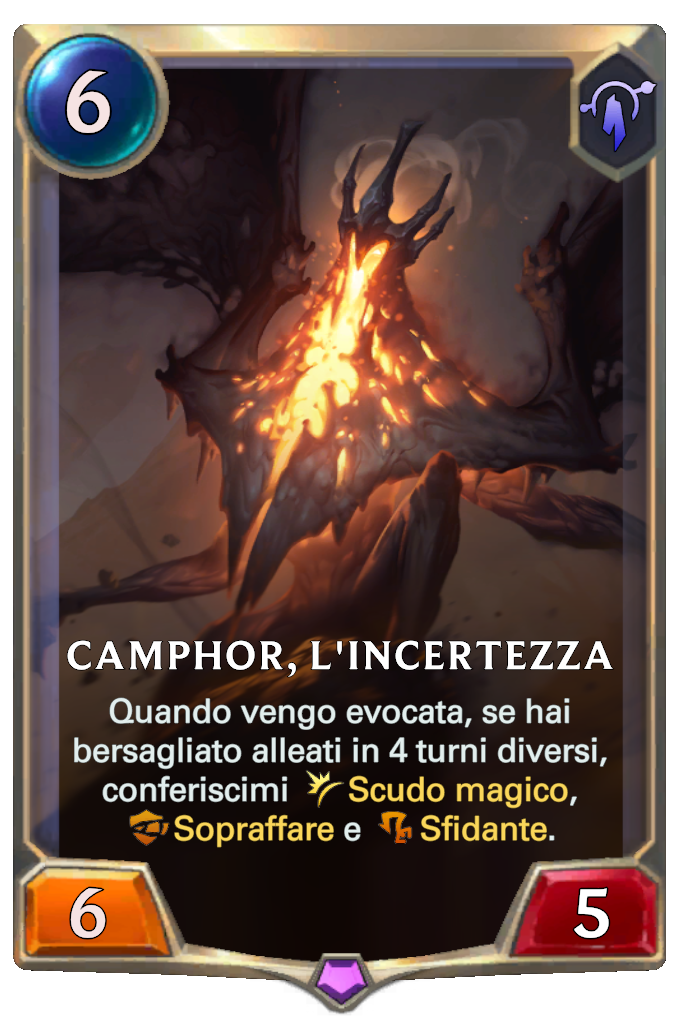 6
CAMPHOR, L'INCERTEZZA
Quando vengo evocata, se hai
bersagliato alleati in 4 turni diversi,
conferiscimi Scudo magico,
Sopraffare e Sfidante.
6 5